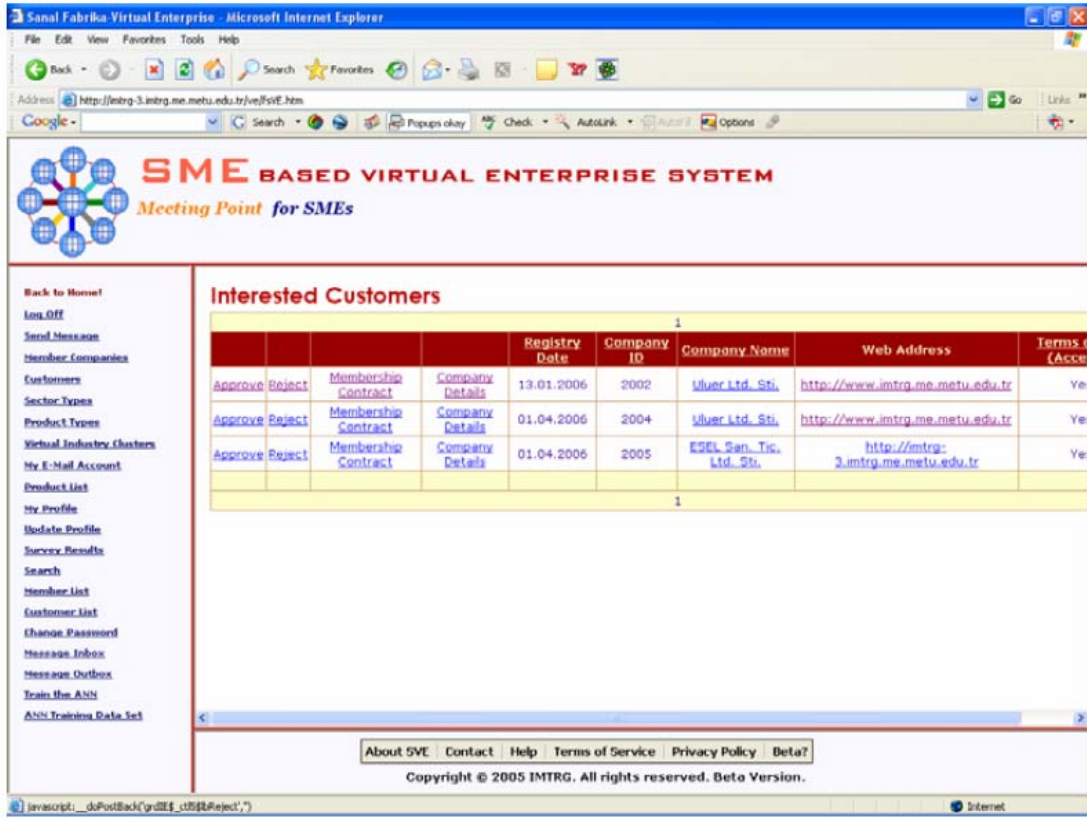 Sanal Fabrika-Virtual Enterprise - Microsoft Internet Explorer
File Edit View Favorites Tools Help
Back Search Favorites
Address http://imtrg-3.imtrg.me.metu.edu.tr/ve/fsVE.htm Go Links
Google Search Popups okay Check AutoLink AutoFill Options
SME BASED VIRTUAL ENTERPRISE SYSTEM
Meeting Point for SMEs
Back to Home!
Log Off
Send Message
Member Companies
Customers
Sector Types
Product Types
Virtual Industry Clusters
My E-Mail Account
Product List
My Profile
Update Profile
Survey Results
Search
Member List
Customer List
Change Password
Message Inbox
Message Outbox
Train the ANN
ANN Training Data Set
Interested Customers
1
Registry Date Company ID Company Name Web Address Terms (Acce
Approve Reject Membership Contract Company Details 13.01.2006 2002 Uluer Ltd. Sti. http://www.imtrg.me.metu.edu.tr Ye
Approve Reject Membership Contract Company Details 01.04.2006 2004 Uluer Ltd. Sti. http://www.imtrg.me.metu.edu.tr Ye
Approve Reject Membership Contract Company Details 01.04.2006 2005 ESEL San. Tic. Ltd. Sti. http://imtrg-3.imtrg.me.metu.edu.tr Ye
1
About SVE Contact Help Terms of Service Privacy Policy Beta?
Copyright © 2005 IMTRG. All rights reserved. Beta Version.
Internet